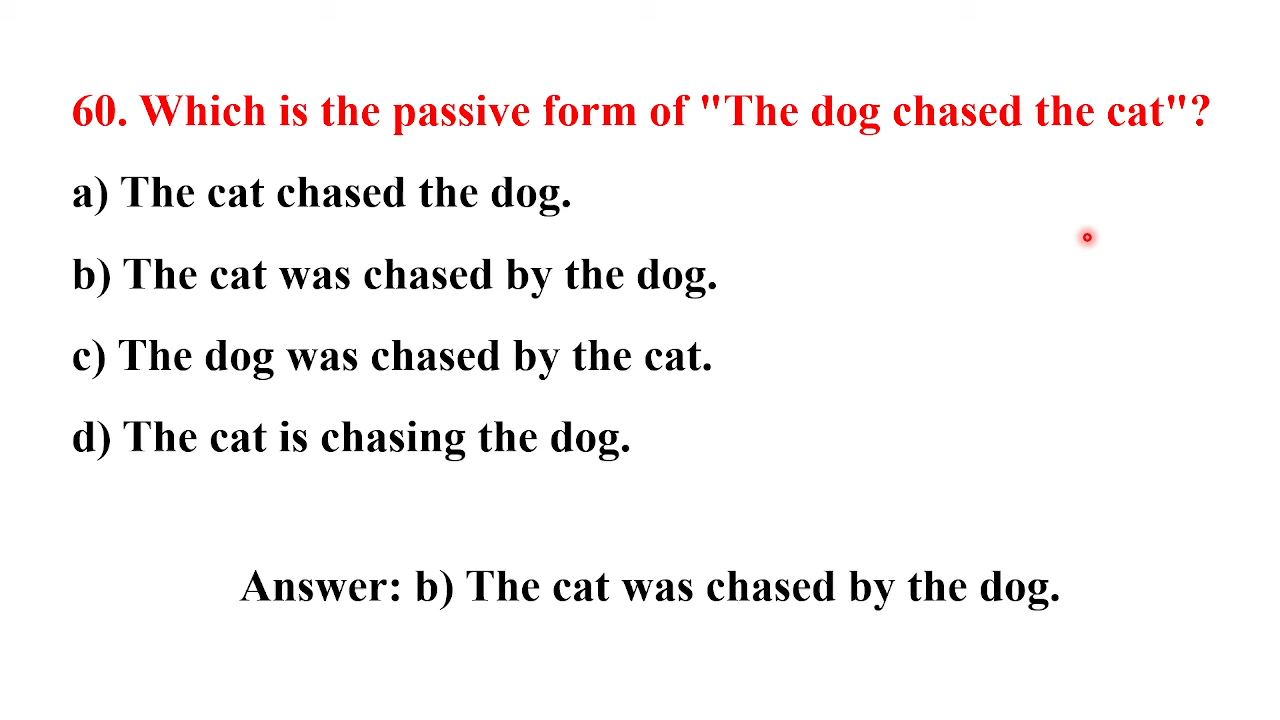 60. Which is the passive form of "The dog chased the cat"?
a) The cat chased the dog.
b) The cat was chased by the dog.
c) The dog was chased by the cat.
d) The cat is chasing the dog.
Answer: b) The cat was chased by the dog.